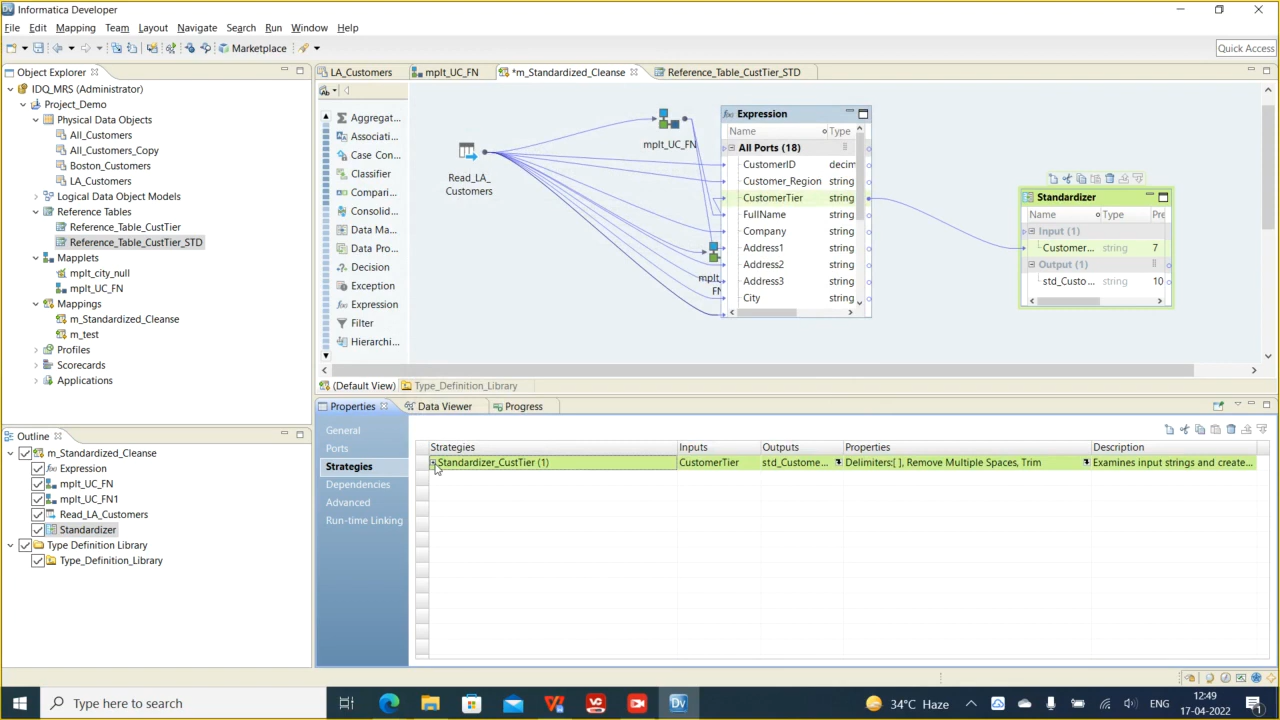 Informatica Developer
File Edit Mapping Team Layout Navigate Search Run Window Help
Marketplace
Quick Access
Object Explorer
IDQ_MRS (Administrator)
Project_Demo
Physical Data Objects
All_Customers
All_Customers_Copy
Boston_Customers
LA_Customers
Logical Data Object Models
Reference Tables
Reference_Table_CustTier
Reference_Table_CustTier_STD
Mapplets
mplt_city_null
mplt_UC_FN
Mappings
m_Standardized_Cleanse
m_test
Profiles
Scorecards
Applications
Outline
m_Standardized_Cleanse
Expression
mplt_UC_FN
mplt_UC_FN1
Read_LA_Customers
Standardizer
Type Definition Library
Type_Definition_Library
LA_Customers
mplt_UC_FN
*m_Standardized_Cleanse
Reference_Table_CustTier_STD
Aggregat...
Associati...
Case Con...
Classifier
Compari...
Consolid...
Data Ma...
Data Pro...
Decision
Exception
Expression
Filter
Hierarchi...
Read_LA_
Customers
mplt_UC_FN
mplt_
FN
Expression
Name Type
All Ports (18)
CustomerID decim
Customer_Region string
CustomerTier string
FullName string
Company string
Address1 string
Address2 string
Address3 string
City string
Standardizer
Name Type Pre
Input (1)
Customer... string 7
Output (1)
std_Custo... string 10
(Default View) Type_Definition_Library
Properties Data Viewer Progress
General
Ports
Strategies
Dependencies
Advanced
Run-time Linking
Strategies Inputs Outputs Properties Description
Standardizer_CustTier (1) CustomerTier std_Custome... Delimiters:[ ], Remove Multiple Spaces, Trim Examines input strings and create...
Type here to search
34°C Haze
ENG
12:49
17-04-2022